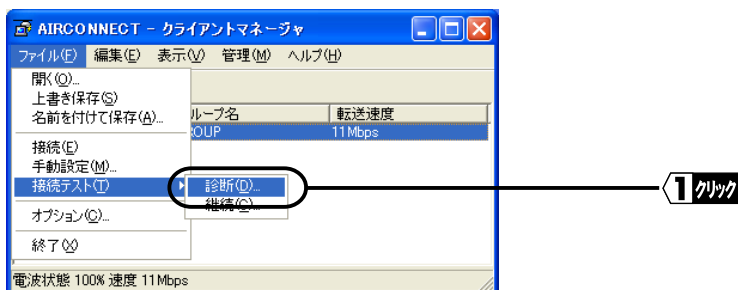 AIRCONNECT - クライアントマネージャ
ファイル(F) 編集(E) 表示(V) 管理(M) ヘルプ(H)
開く(O)...
上書き保存(S)
名前を付けて保存(A)...
ループ名 転送速度
ROUP 11Mbps
接続(E)
手動設定(M)...
接続テスト(T)
診断(D)...
継続(C)...
1 クリック
オプション(O)...
終了(X)
電波状態 100% 速度 11Mbps